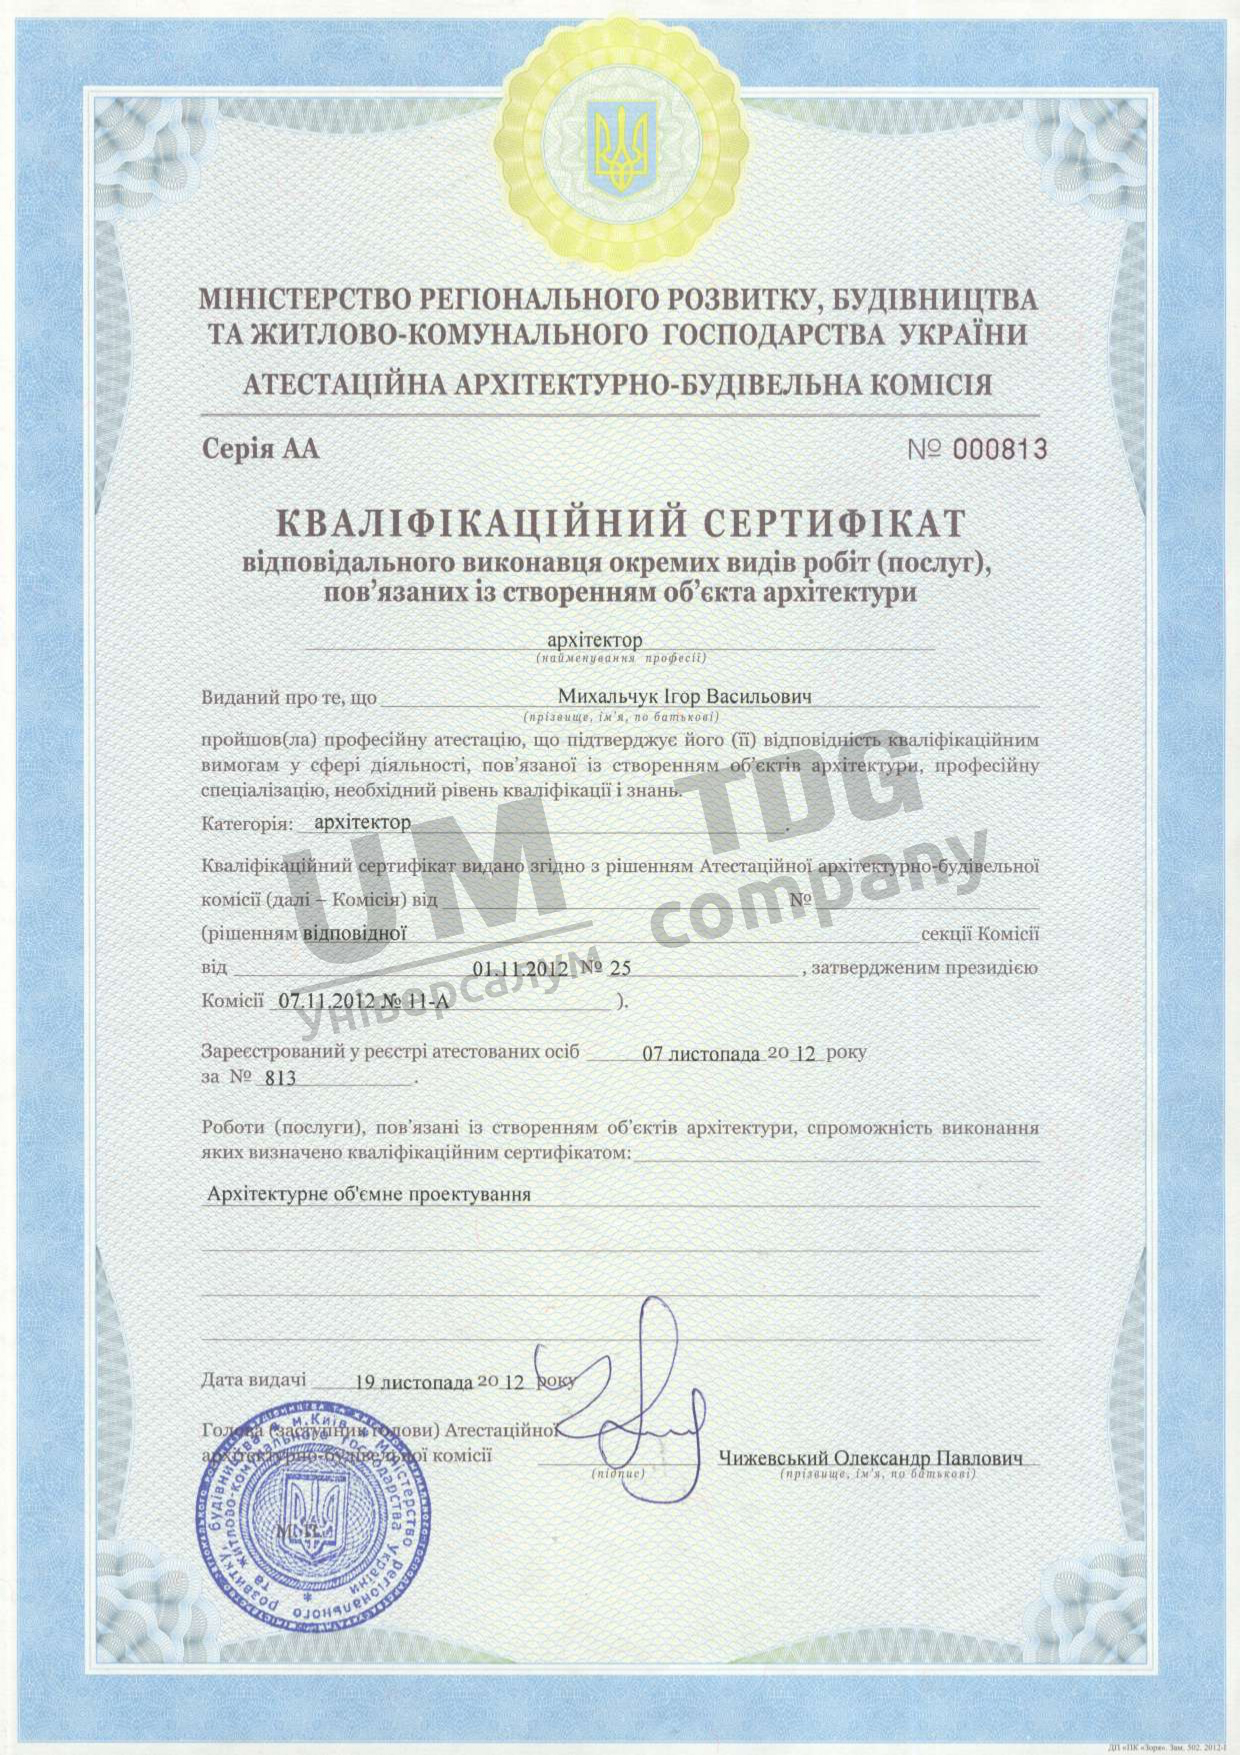 МІНІСТЕРСТВО РЕГІОНАЛЬНОГО РОЗВИТКУ, БУДІВНИЦТВА
ТА ЖИТЛОВО-КОМУНАЛЬНОГО ГОСПОДАРСТВА УКРАЇНИ
АТЕСТАЦІЙНА АРХІТЕКТУРНО-БУДІВЕЛЬНА КОМІСІЯ
Серія АА № 000813
КВАЛІФІКАЦІЙНИЙ СЕРТИФІКАТ
відповідального виконавця окремих видів робіт (послуг),
пов’язаних із створенням об’єкта архітектури
архітектор
(найменування професії)
Виданий про те, що Михальчук Ігор Васильович
(прізвище, ім’я, по батькові)
пройшов(ла) професійну атестацію, що підтверджує його (її) відповідність кваліфікаційним
вимогам у сфері діяльності, пов’язаної із створенням об’єктів архітектури, професійну
спеціалізацію, необхідний рівень кваліфікації і знань.
Категорія: архітектор.
Кваліфікаційний сертифікат видано згідно з рішенням Атестаційної архітектурно-будівельної
комісії (далі – Комісія) від №
(рішенням відповідної секції Комісії
від 01.11.2012 № 25, затвердженим президією
Комісії 07.11.2012 № 11-А ).
UM TDG
Універсалум company
Зареєстрований у реєстрі атестованих осіб 07 листопада 2012 року
за № 813.
Роботи (послуги), пов’язані із створенням об’єктів архітектури, спроможність виконання
яких визначено кваліфікаційним сертифікатом:
Архітектурне об'ємне проектування
Дата видачі 19 листопада 2012 року
Голова (заступник голови) Атестаційної
архітектурно-будівельної комісії Чижевський Олександр Павлович
(підпис) (прізвище, ім’я, по батькові)
М. П.
м.Київ * Міністерство регіонального розвитку, будівництва
та житлово-комунального господарства України *
ДП «ПК «Зоря». Зам. 502. 2012-І